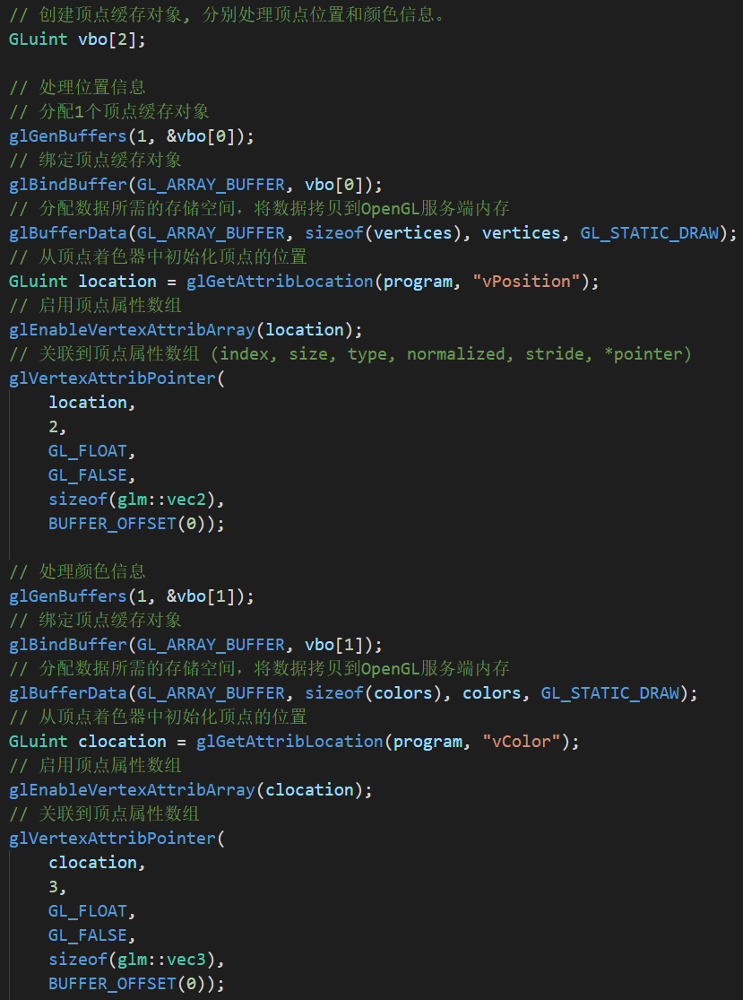 // 创建顶点缓存对象, 分别处理顶点位置和颜色信息。
GLuint vbo[2];
// 处理位置信息
// 分配1个顶点缓存对象
glGenBuffers(1, &vbo[0]);
// 绑定顶点缓存对象
glBindBuffer(GL_ARRAY_BUFFER, vbo[0]);
// 分配数据所需的存储空间，将数据拷贝到OpenGL服务端内存
glBufferData(GL_ARRAY_BUFFER, sizeof(vertices), vertices, GL_STATIC_DRAW);
// 从顶点着色器中初始化顶点的位置
GLuint location = glGetAttribLocation(program, "vPosition");
// 启用顶点属性数组
glEnableVertexAttribArray(location);
// 关联到顶点属性数组 (index, size, type, normalized, stride, *pointer)
glVertexAttribPointer(
location,
2,
GL_FLOAT,
GL_FALSE,
sizeof(glm::vec2),
BUFFER_OFFSET(0));
// 处理颜色信息
glGenBuffers(1, &vbo[1]);
// 绑定顶点缓存对象
glBindBuffer(GL_ARRAY_BUFFER, vbo[1]);
// 分配数据所需的存储空间，将数据拷贝到OpenGL服务端内存
glBufferData(GL_ARRAY_BUFFER, sizeof(colors), colors, GL_STATIC_DRAW);
// 从顶点着色器中初始化顶点的位置
GLuint clocation = glGetAttribLocation(program, "vColor");
// 启用顶点属性数组
glEnableVertexAttribArray(clocation);
// 关联到顶点属性数组
glVertexAttribPointer(
clocation,
3,
GL_FLOAT,
GL_FALSE,
sizeof(glm::vec3),
BUFFER_OFFSET(0));